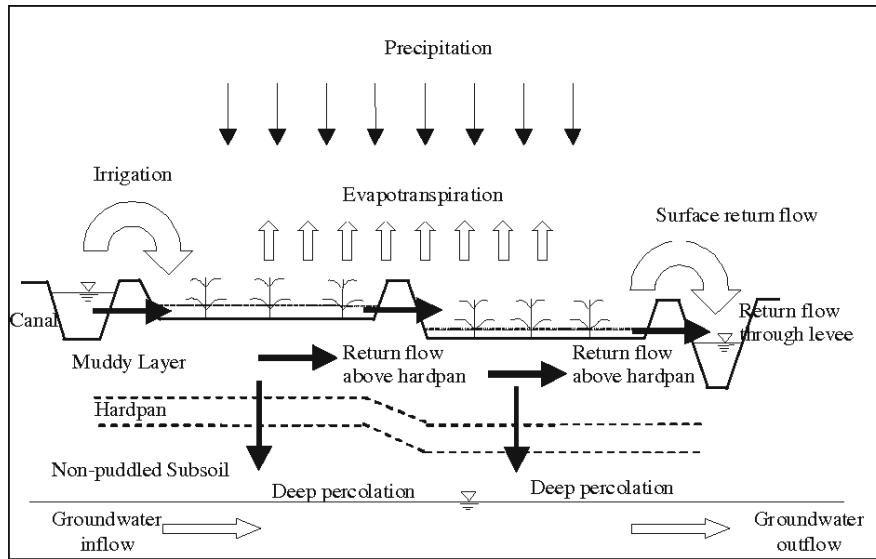 Precipitation
Irrigation
Evapotranspiration
Surface return flow
Canal
Return flow
through levee
Muddy Layer
Return flow
above hardpan
Return flow
above hardpan
Hardpan
Non-puddled Subsoil
Deep percolation
Deep percolation
Groundwater
inflow
Groundwater
outflow